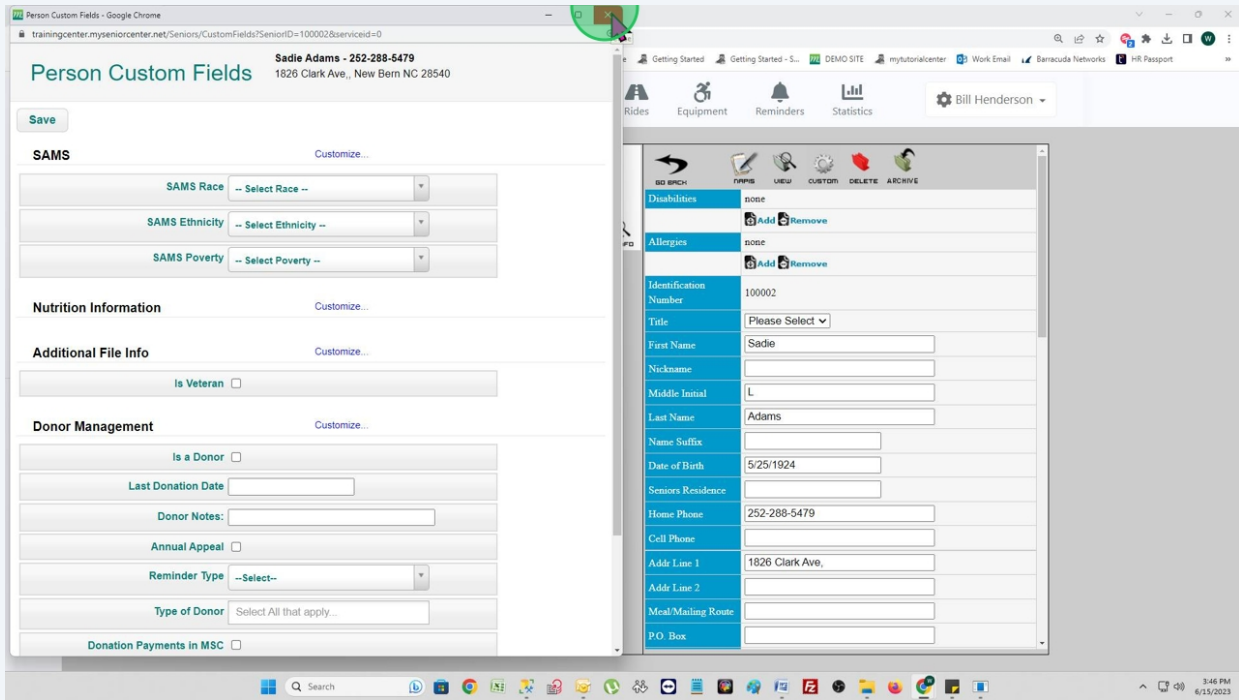 Person Custom Fields - Google Chrome
trainingcenter.myseniorcenter.net/Seniors/CustomFields?SeniorID=100002&serviceid=0
Person Custom Fields
Sadie Adams - 252-288-5479
1826 Clark Ave,, New Bern NC 28540
Save
SAMS
Customize...
SAMS Race
-- Select Race --
SAMS Ethnicity
-- Select Ethnicity --
SAMS Poverty
-- Select Poverty --
Nutrition Information
Customize...
Additional File Info
Customize...
Is Veteran
Donor Management
Customize...
Is a Donor
Last Donation Date
Donor Notes:
Annual Appeal
Reminder Type
--Select--
Type of Donor
Select All that apply...
Donation Payments in MSC
Getting Started
Getting Started - S...
DEMO SITE
mytutorialcenter
Work Email
Barracuda Networks
HR Passport
Rides
Equipment
Reminders
Statistics
Bill Henderson
GO BACK
NAPIS
VIEW
CUSTOM
DELETE
ARCHIVE
Disabilities
none
Add Remove
Allergies
none
Add Remove
Identification
Number
100002
Title
Please Select
First Name
Sadie
Nickname
Middle Initial
L
Last Name
Adams
Name Suffix
Date of Birth
5/25/1924
Seniors Residence
Home Phone
252-288-5479
Cell Phone
Addr Line 1
1826 Clark Ave,
Addr Line 2
Meal/Mailing Route
P.O. Box
Search
3:46 PM
6/15/2023